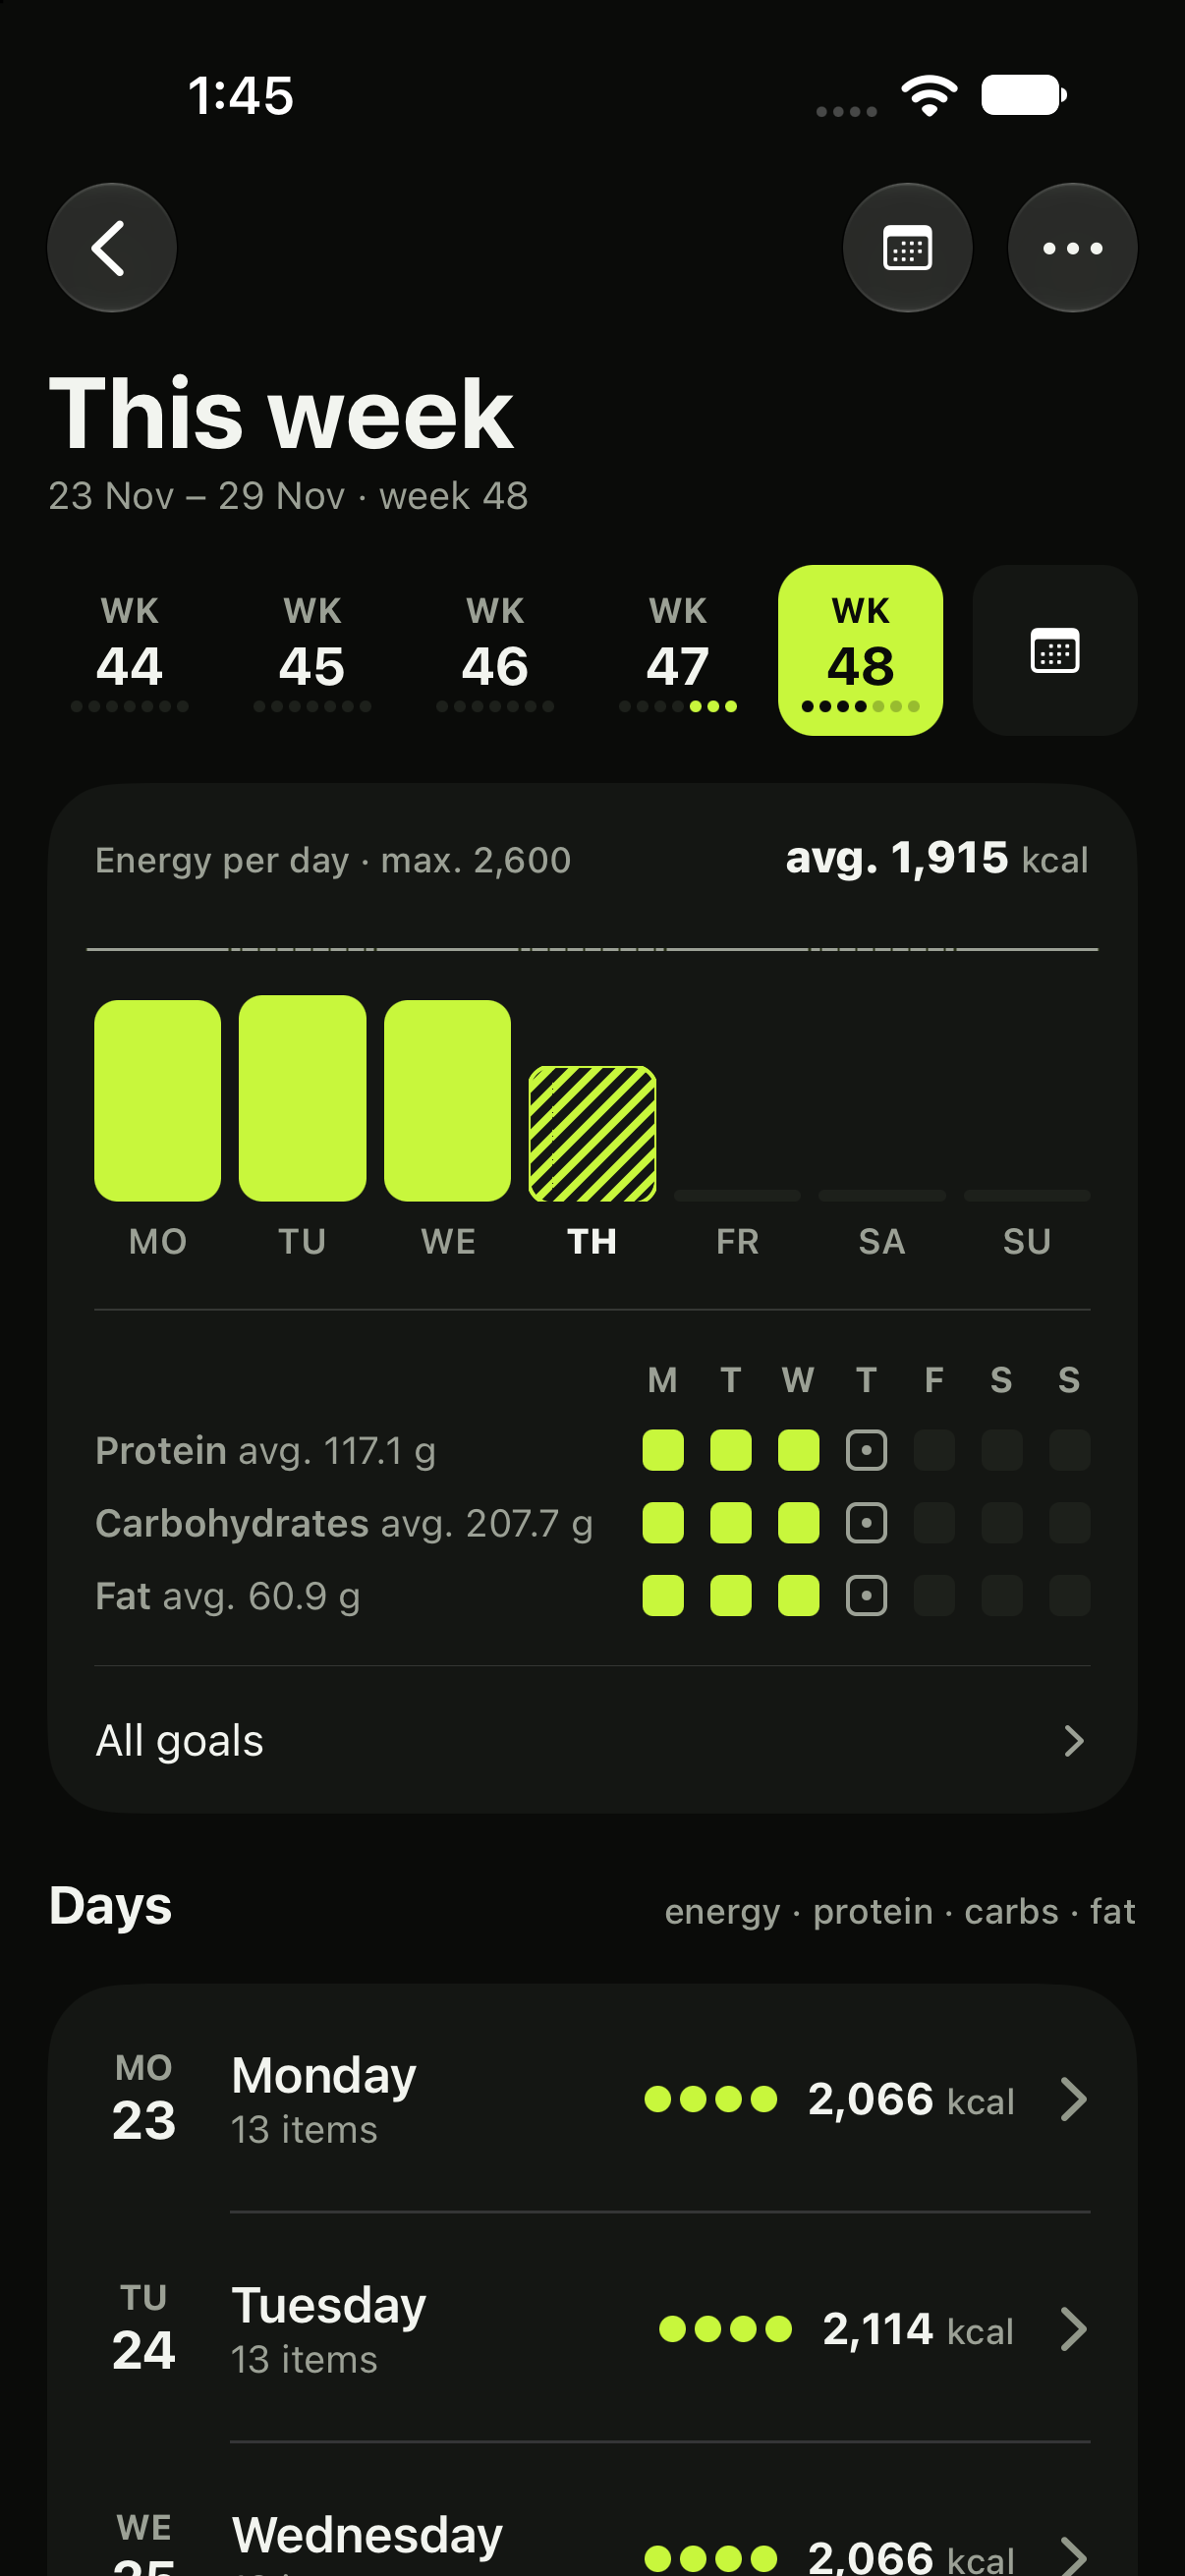 1:45
This week
23 Nov – 29 Nov · week 48
WK WK WK WK WK
44 45 46 47 48
Energy per day · max. 2,600 avg. 1,915 kcal
MO TU WE TH FR SA SU
M T W T F S S
Protein avg. 117.1 g
Carbohydrates avg. 207.7 g
Fat avg. 60.9 g
All goals
Days energy · protein · carbs · fat
MO
23
Monday
13 items
2,066 kcal
TU
24
Tuesday
13 items
2,114 kcal
WE
Wednesday
2,066 kcal